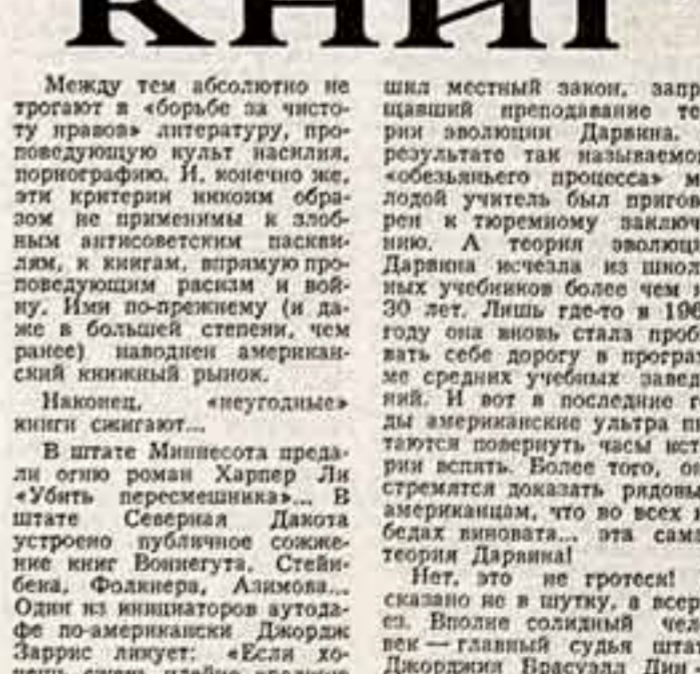 КНИГ
Между тем абсолютно не
трогают в «борьбе за чисто-
ту нравов» литературу, про-
поведующую культ насилия,
порнографию. И, конечно же,
эти критерии никоим обра-
зом не применимы к злоб-
ным антисоветским паскви-
лям, к книгам, впрямую про-
поведующим расизм и вой-
ну. Ими по-прежнему (и да-
же в большей степени, чем
ранее) наводнен американ-
ский книжный рынок.
Наконец, «неугодные»
книги сжигают...
В штате Миннесота преда-
ли огню роман Харпер Ли
«Убить пересмешника»... В
штате Северная Дакота
устроено публичное сожже-
ние книг Воннегута, Стейн-
бека, Фолкнера, Азимова...
Один из инициаторов аутода-
фе по-американски Джордж
Заррис ликует: «Если хо-
шил местный закон, запр
щавший преподавание те
рии эволюции Дарвина.
результате так называемо
«обезьяньего процесса» м
лодой учитель был пригов
рен к тюремному заключ
нию. А теория эволюци
Дарвина исчезла из школ
ных учебников более чем н
30 лет. Лишь где-то в 196
году она вновь стала проб
вать себе дорогу в програ
ме средних учебных завед
ний. И вот в последние г
ды американские ультра пы
таются повернуть часы ист
рии вспять. Более того, он
стремятся доказать рядовы
американцам, что во всех и
бедах виновата... эта сама
теория Дарвина!
Нет, это не гротеск!
сказано не в шутку, а всер
ез. Вполне солидный чел
век — главный судья штат
Джорджия Брасуэлл Дин